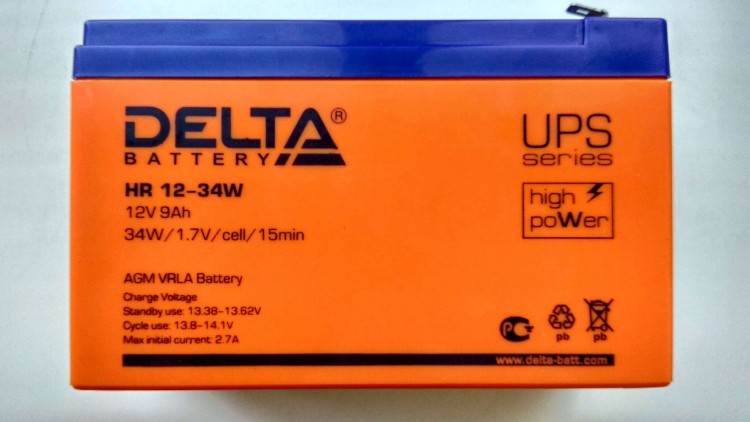 DELTA®
BATTERY
HR 12-34W
12V 9Ah
34W/1.7V/cell/15min
AGM VRLA Battery
Charge Voltage
Standby use: 13.38-13.62V
Cycle use: 13.8-14.1V
Max initial current: 2.7A
UPS
series
high
poWer
pb
pb
www.delta-batt.com